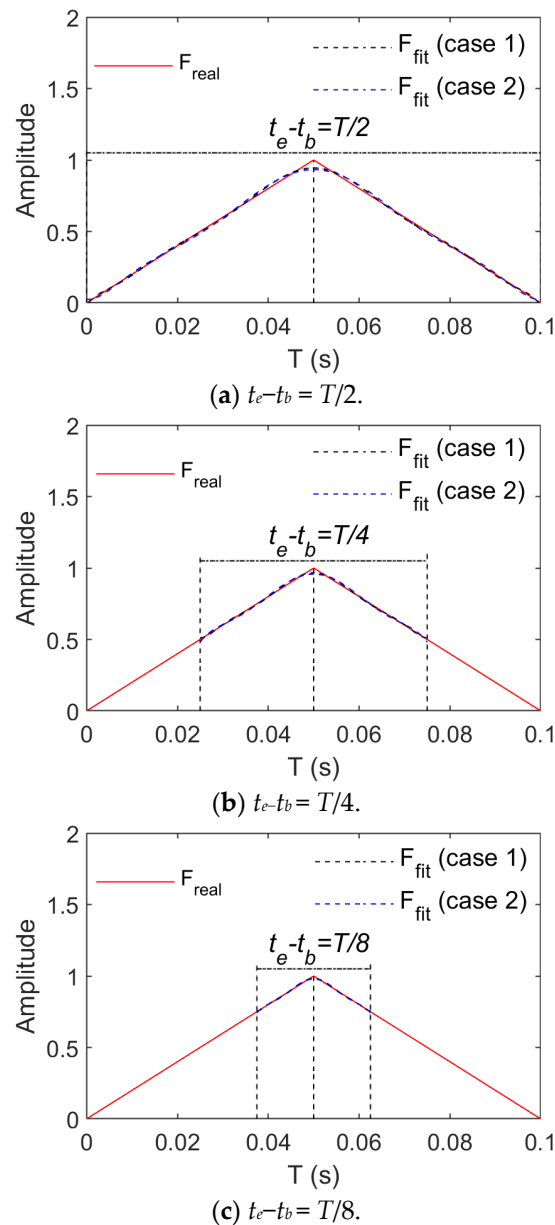 2
F_fit (case 1)
1.5
F_real
F_fit (case 2)
t_e-t_b=T/2
1
Amplitude
0.5
0
0 0.02 0.04 0.06 0.08 0.1
T (s)
(a) t_e−t_b = T/2.
2
F_fit (case 1)
F_real
1.5
F_fit (case 2)
t_e-t_b=T/4
1
Amplitude
0.5
0
0 0.02 0.04 0.06 0.08 0.1
T (s)
(b) t_e−t_b = T/4.
2
F_fit (case 1)
F_real
1.5
F_fit (case 2)
t_e-t_b=T/8
1
Amplitude
0.5
0
0 0.02 0.04 0.06 0.08 0.1
T (s)
(c) t_e−t_b = T/8.